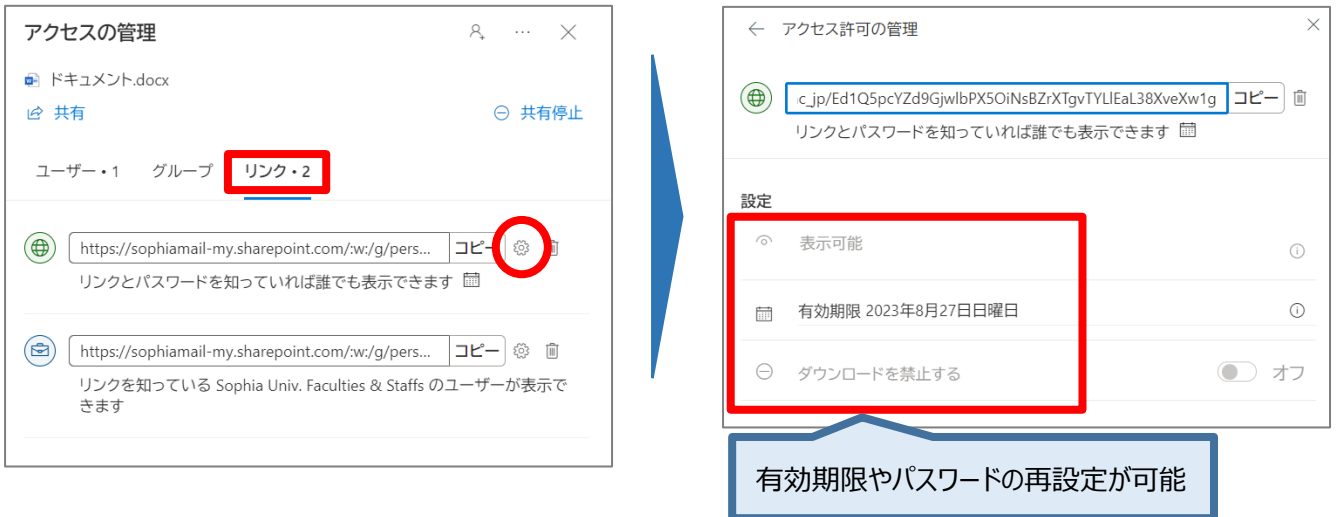 アクセスの管理
ドキュメント.docx
共有
共有停止
ユーザー・1 グループ リンク・2
https://sophiamail-my.sharepoint.com/:w:/g/pers... コピー
リンクとパスワードを知っていれば誰でも表示できます
https://sophiamail-my.sharepoint.com/:w:/g/pers... コピー
リンクを知っている Sophia Univ. Faculties & Staffs のユーザーが表示で
きます
アクセス許可の管理
c_jp/Ed1Q5pcYZd9GjwlbPX5OiNsBZrXTgvTYLlEaL38XveXw1g コピー
リンクとパスワードを知っていれば誰でも表示できます
設定
表示可能
有効期限 2023年8月27日日曜日
ダウンロードを禁止する オフ
有効期限やパスワードの再設定が可能